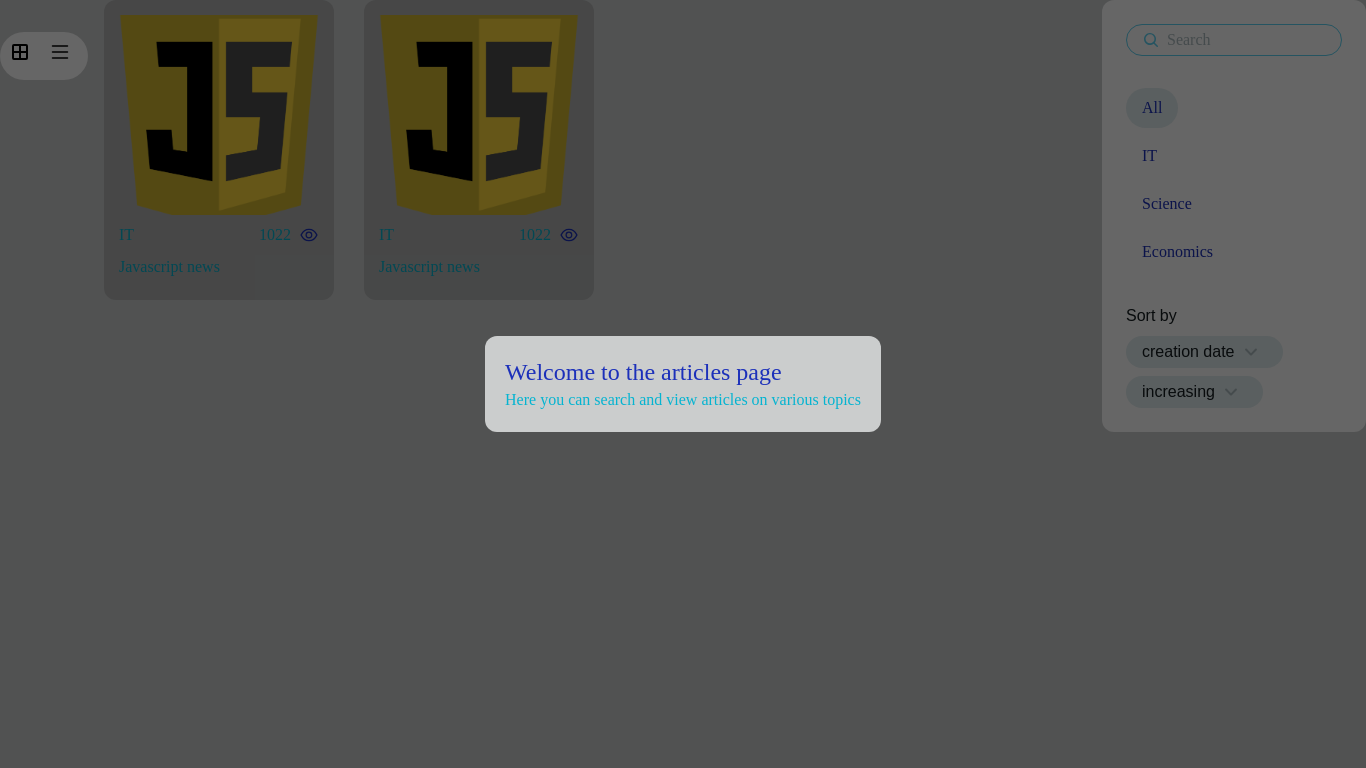 JS
IT 1022
Javascript news
JS
IT 1022
Javascript news
Search
All
IT
Science
Economics
Sort by
creation date
increasing
Welcome to the articles page
Here you can search and view articles on various topics